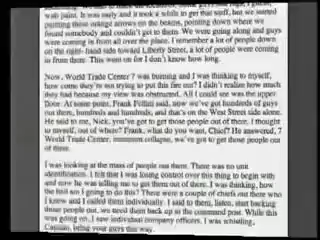 with paint. It was early and it took a while to get that stuff, but we started
painting those orange arrows on the beacon, pointing down where we
found somebody and couldn't get to them. We were going along and guys
were coming in from all over the place. I remember a lot of people down
on the right- hand side toward Liberty Street, a lot of people were coming
in from there. This went on for I don't know how long.
Now, World Trade Center 7 was burning and I was thinking to myself,
how come they're not trying to put this fire out? I didn't realize how much
they had because my view was obstructed. All I could see was the upper
floor. At some point, Frank Fellini said, now we've got hundreds of guys
out there, hundreds and hundreds, and that's on the West Street side alone.
He said to me, Nick, you've got to get those people out of there. I thought
to myself, out of where? Frank, what do you want, Chief? He answered, 7
World Trade Center, imminent collapse, we've got to get those people out
of there.
I was looking at the mass of people out there. There was no unit
identification. I felt that I was losing control over this thing to begin with
and now he was telling me to get them out of there. I was thinking, how
the hell am I going to do this? There were a couple of chiefs out there who
I knew and I called them individually. I said to them, listen, start backing
those people out, we need them back up to the command post. While this
was going on, I saw individual company officers. I was whistling,
Captain, bring your guys this way.